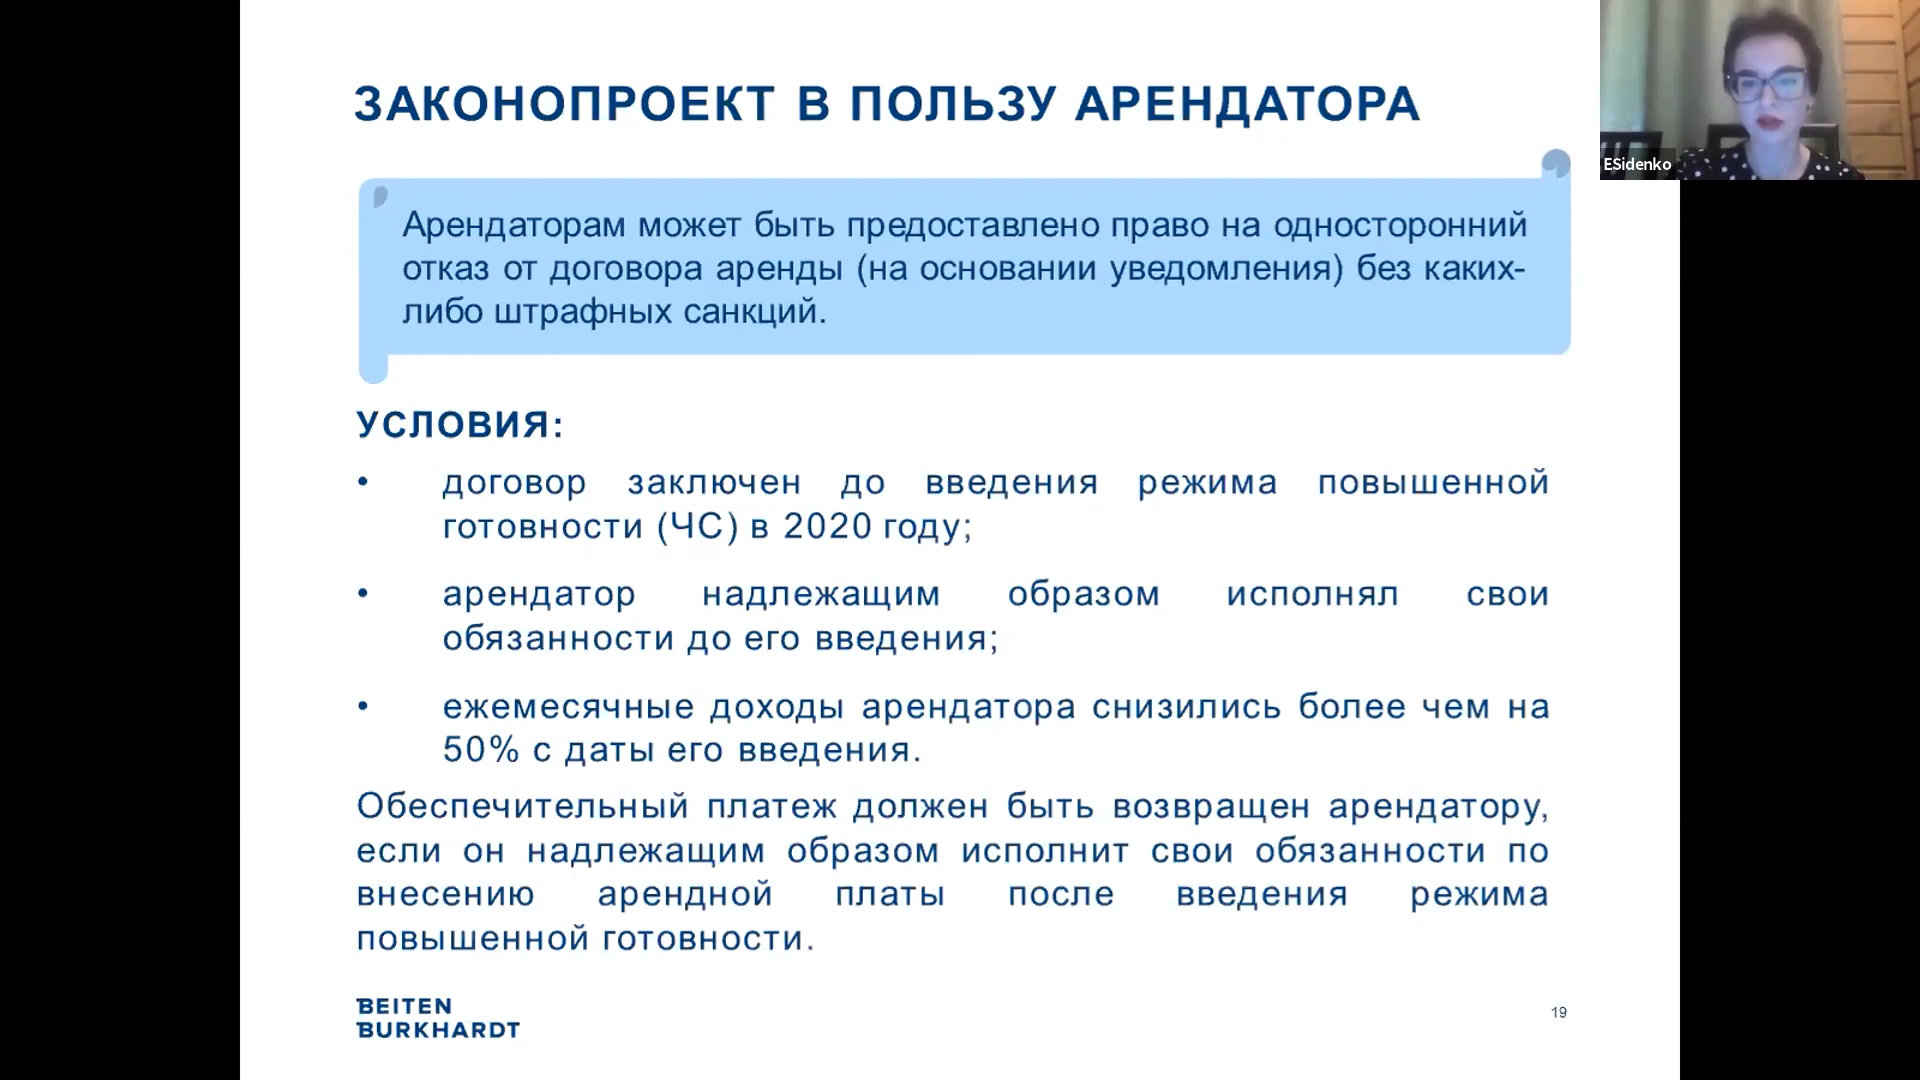 ЗАКОНОПРОЕКТ В ПОЛЬЗУ АРЕНДАТОРА
ESidenko
Арендаторам может быть предоставлено право на односторонний
отказ от договора аренды (на основании уведомления) без каких-
либо штрафных санкций.
УСЛОВИЯ:
• договор заключен до введения режима повышенной
готовности (ЧС) в 2020 году;
• арендатор надлежащим образом исполнял свои
обязанности до его введения;
• ежемесячные доходы арендатора снизились более чем на
50% с даты его введения.
Обеспечительный платеж должен быть возвращен арендатору,
если он надлежащим образом исполнит свои обязанности по
внесению арендной платы после введения режима
повышенной готовности.
BEITEN
BURKHARDT
19